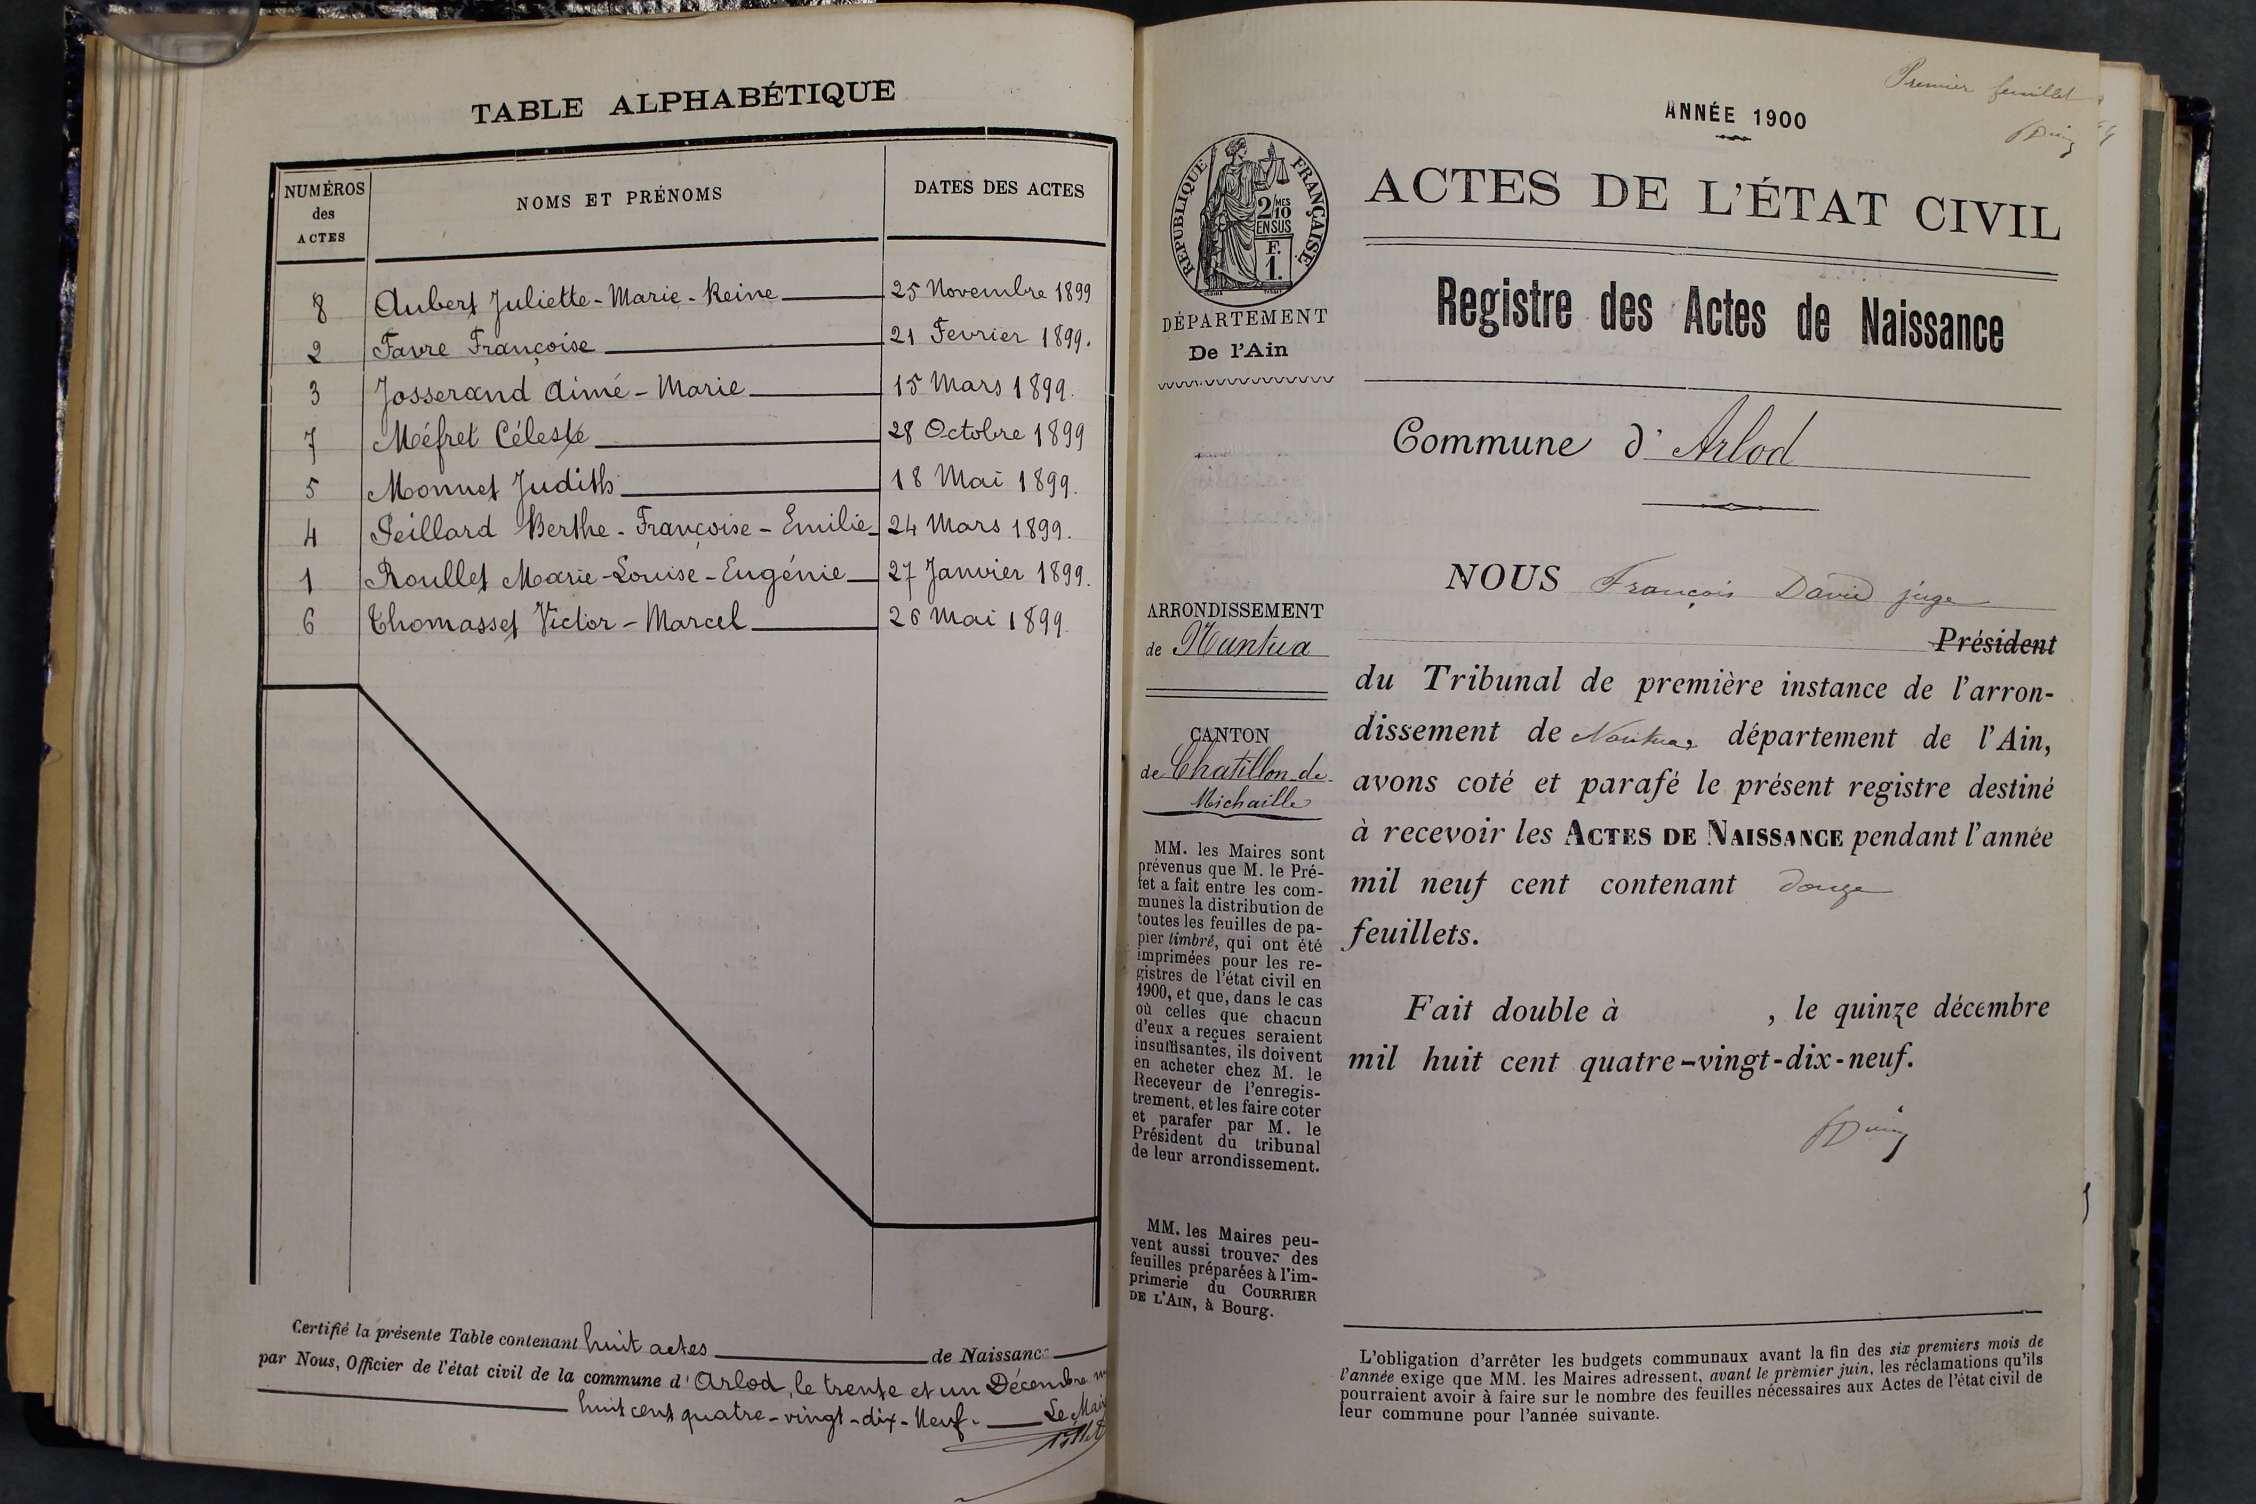 TABLE ALPHABÉTIQUE
NUMÉROS des ACTES
NOMS ET PRÉNOMS
DATES DES ACTES
8 Aubert Juliette-Marie-Reine 25 Novembre 1899
2 Favre Françoise 21 Fevrier 1899.
3 Josserand Aimé-Marie 15 Mars 1899.
7 Méfret Céleste 28 Octobre 1899
5 Monnet Judith 18 Mai 1899.
4 Peillard Berthe-Françoise-Emilie 24 Mars 1899.
1 Roullet Marie-Louise-Eugénie 27 Janvier 1899.
6 Thomasset Victor-Marcel 26 Mai 1899.
Certifié la présente Table contenant huit actes de Naissance
par Nous, Officier de l'état civil de la commune d'Arlod, le trente et un Décembre
huit cent quatre-vingt-dix-neuf. Le Maire
Premier feuillet
ANNÉE 1900
ACTES DE L'ÉTAT CIVIL
RÉPUBLIQUE FRANÇAISE
2/10 MES
EN SUS
F.
1.
DÉPARTEMENT
De l'Ain
Registre des Actes de Naissance
Commune d'Arlod
ARRONDISSEMENT
de Nantua
CANTON
de Chatillon-de-
Michaille
MM. les Maires sont
prévenus que M. le Pré-
fet a fait entre les com-
munes la distribution de
toutes les feuilles de pa-
pier timbré, qui ont été
imprimées pour les re-
gistres de l'état civil en
1900, et que, dans le cas
où celles que chacun
d'eux a reçues seraient
insuffisantes, ils doivent
en acheter chez M. le
Receveur de l'enregis-
trement, et les faire coter
et parafer par M. le
Président du tribunal
de leur arrondissement.
MM. les Maires peu-
vent aussi trouver des
feuilles préparées à l'im-
primerie du COURRIER
DE L'AIN, à Bourg.
NOUS François David juge
Président
du Tribunal de première instance de l'arron-
dissement de Nantua, département de l'Ain,
avons coté et parafé le présent registre destiné
à recevoir les ACTES DE NAISSANCE pendant l'année
mil neuf cent contenant douze
feuillets.
Fait double à , le quinze décembre
mil huit cent quatre-vingt-dix-neuf.
L'obligation d'arrêter les budgets communaux avant la fin des six premiers mois de
l'année exige que MM. les Maires adressent, avant le premier juin, les réclamations qu'ils
pourraient avoir à faire sur le nombre des feuilles nécessaires aux Actes de l'état civil de
leur commune pour l'année suivante.